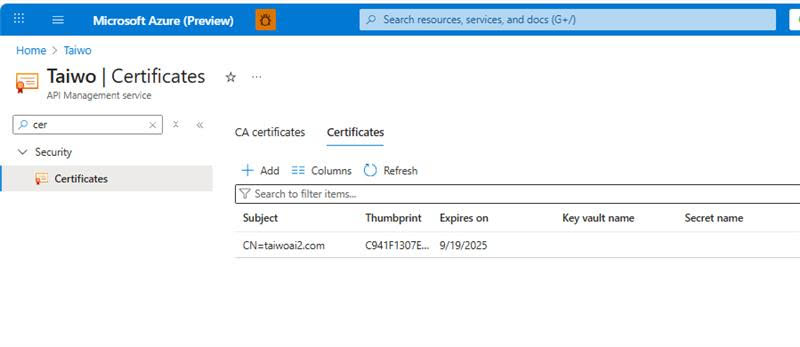 Microsoft Azure (Preview)
Search resources, services, and docs (G+/)
Home > Taiwo
Taiwo | Certificates
API Management service
cer
Security
Certificates
CA certificates Certificates
Add Columns Refresh
Search to filter items...
Subject Thumbprint Expires on Key vault name Secret name
CN=taiwoai2.com C941F1307E... 9/19/2025